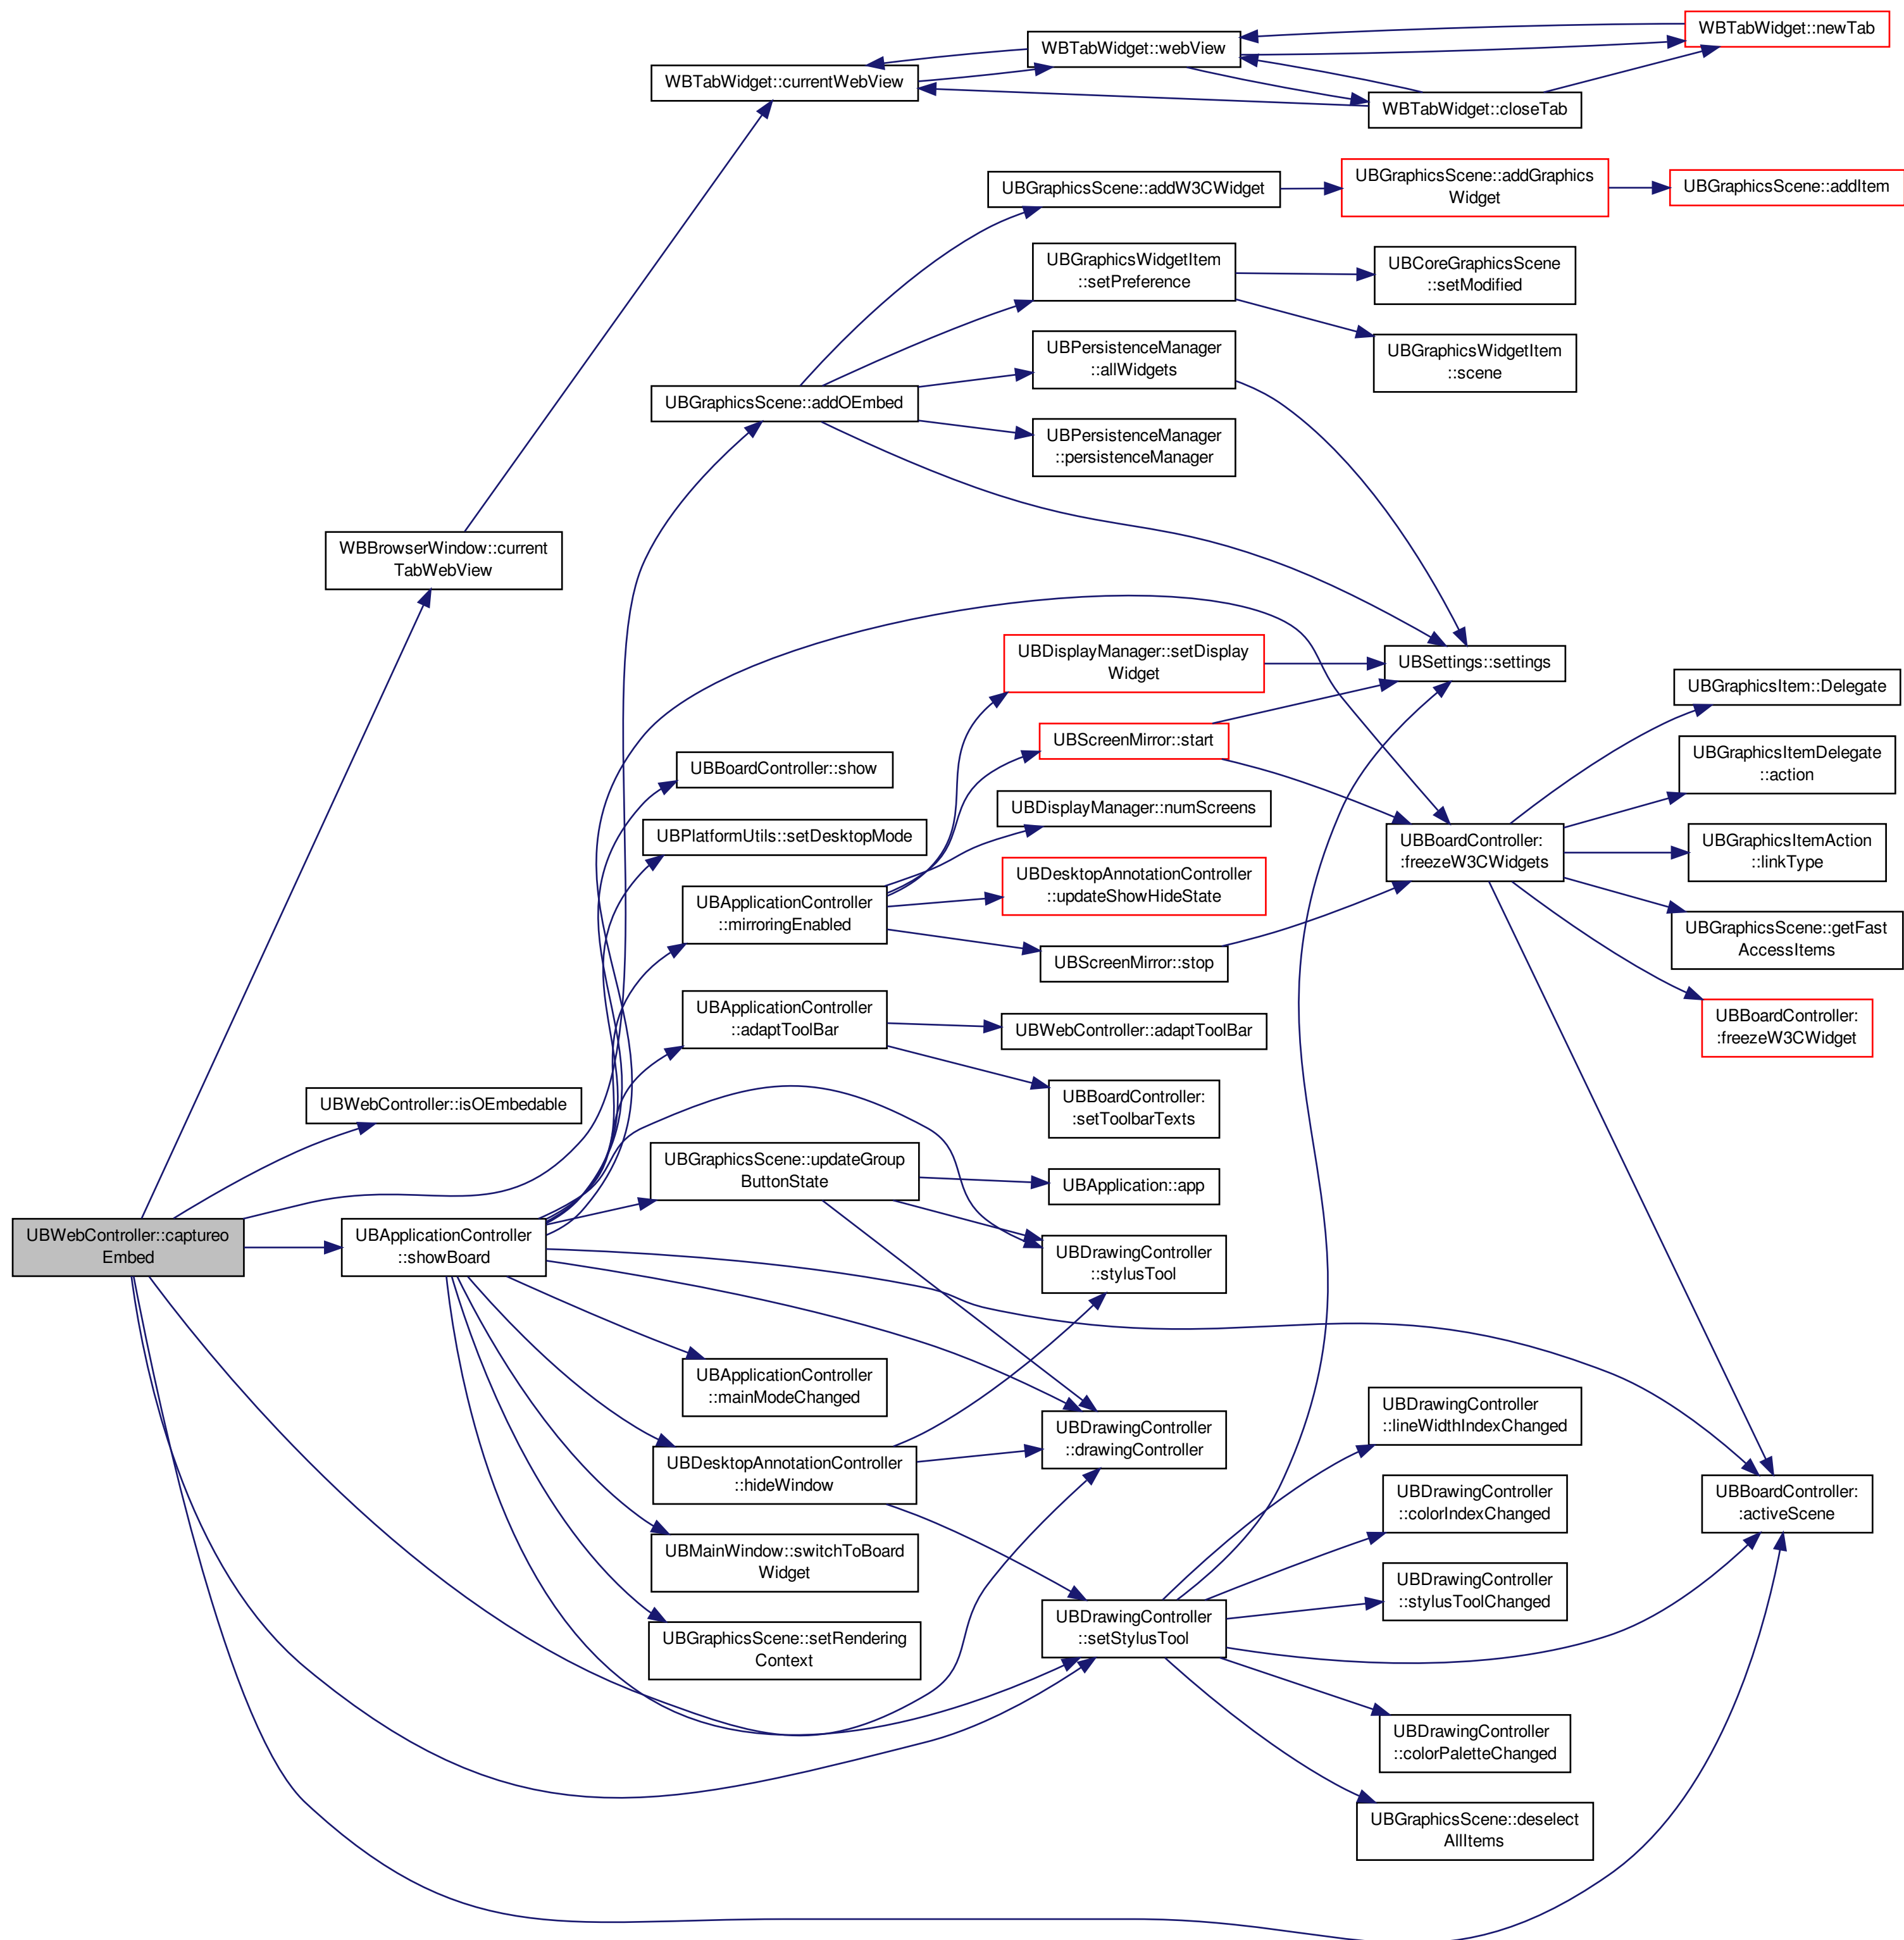 WBTabWidget::newTab
WBTabWidget::webView
WBTabWidget::currentWebView
WBTabWidget::closeTab
UBGraphicsScene::addW3CWidget
UBGraphicsScene::addGraphics
Widget
UBGraphicsScene::addItem
UBGraphicsWidgetItem
::setPreference
UBCoreGraphicsScene
::setModified
UBPersistenceManager
::allWidgets
UBGraphicsWidgetItem
::scene
UBGraphicsScene::addOEmbed
UBPersistenceManager
::persistenceManager
WBBrowserWindow::current
TabWebView
UBDisplayManager::setDisplay
Widget
UBSettings::settings
UBGraphicsItem::Delegate
UBScreenMirror::start
UBBoardController::show
UBGraphicsItemDelegate
::action
UBDisplayManager::numScreens
UBPlatformUtils::setDesktopMode
UBBoardController:
:freezeW3CWidgets
UBGraphicsItemAction
::linkType
UBApplicationController
::mirroringEnabled
UBDesktopAnnotationController
::updateShowHideState
UBGraphicsScene::getFast
AccessItems
UBScreenMirror::stop
UBApplicationController
::adaptToolBar
UBWebController::adaptToolBar
UBBoardController:
:freezeW3CWidget
UBWebController::isOEmbedable
UBBoardController:
:setToolbarTexts
UBGraphicsScene::updateGroup
ButtonState
UBApplication::app
UBWebController::captureo
Embed
UBApplicationController
::showBoard
UBDrawingController
::stylusTool
UBApplicationController
::mainModeChanged
UBDrawingController
::lineWidthIndexChanged
UBDrawingController
::drawingController
UBDesktopAnnotationController
::hideWindow
UBDrawingController
::colorIndexChanged
UBBoardController:
:activeScene
UBMainWindow::switchToBoard
Widget
UBDrawingController
::stylusToolChanged
UBGraphicsScene::setRendering
Context
UBDrawingController
::setStylusTool
UBDrawingController
::colorPaletteChanged
UBGraphicsScene::deselect
AllItems